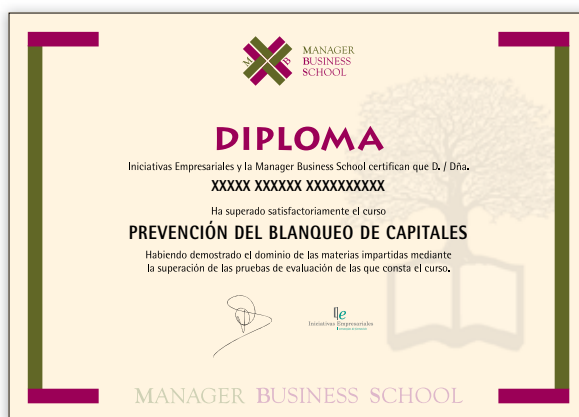 M B
MANAGER
BUSINESS
SCHOOL
DIPLOMA
Iniciativas Empresariales y la Manager Business School certifican que D. / Dña.
XXXXX XXXXXX XXXXXXXXXX
Ha superado satisfactoriamente el curso
PREVENCIÓN DEL BLANQUEO DE CAPITALES
Habiendo demostrado el dominio de las materias impartidas mediante
la superación de las pruebas de evaluación de las que consta el curso.
Ie
Iniciativas Empresariales
MANAGER BUSINESS SCHOOL